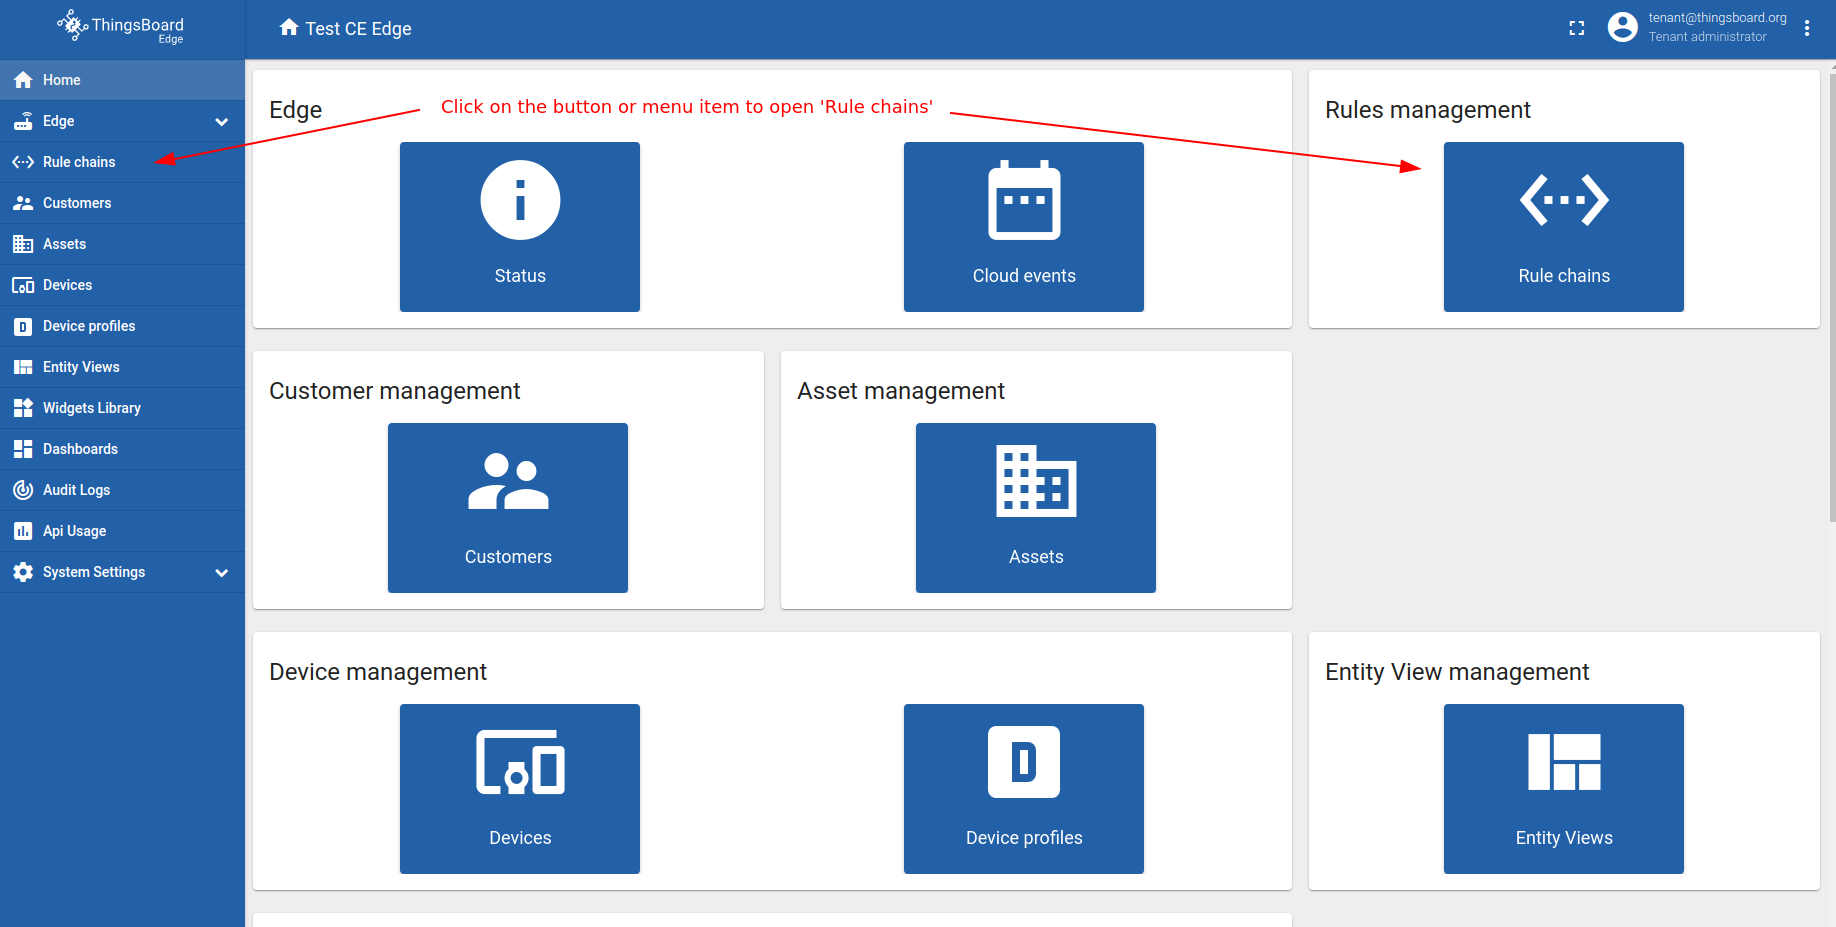 ThingsBoard
Edge
Test CE Edge
tenant@thingsboard.org
Tenant administrator
Home
Edge
Rule chains
Customers
Assets
Devices
Device profiles
Entity Views
Widgets Library
Dashboards
Audit Logs
Api Usage
System Settings
Edge
Click on the button or menu item to open 'Rule chains'
Status
Cloud events
Rules management
Rule chains
Customer management
Customers
Asset management
Assets
Device management
Devices
D
Device profiles
Entity View management
Entity Views